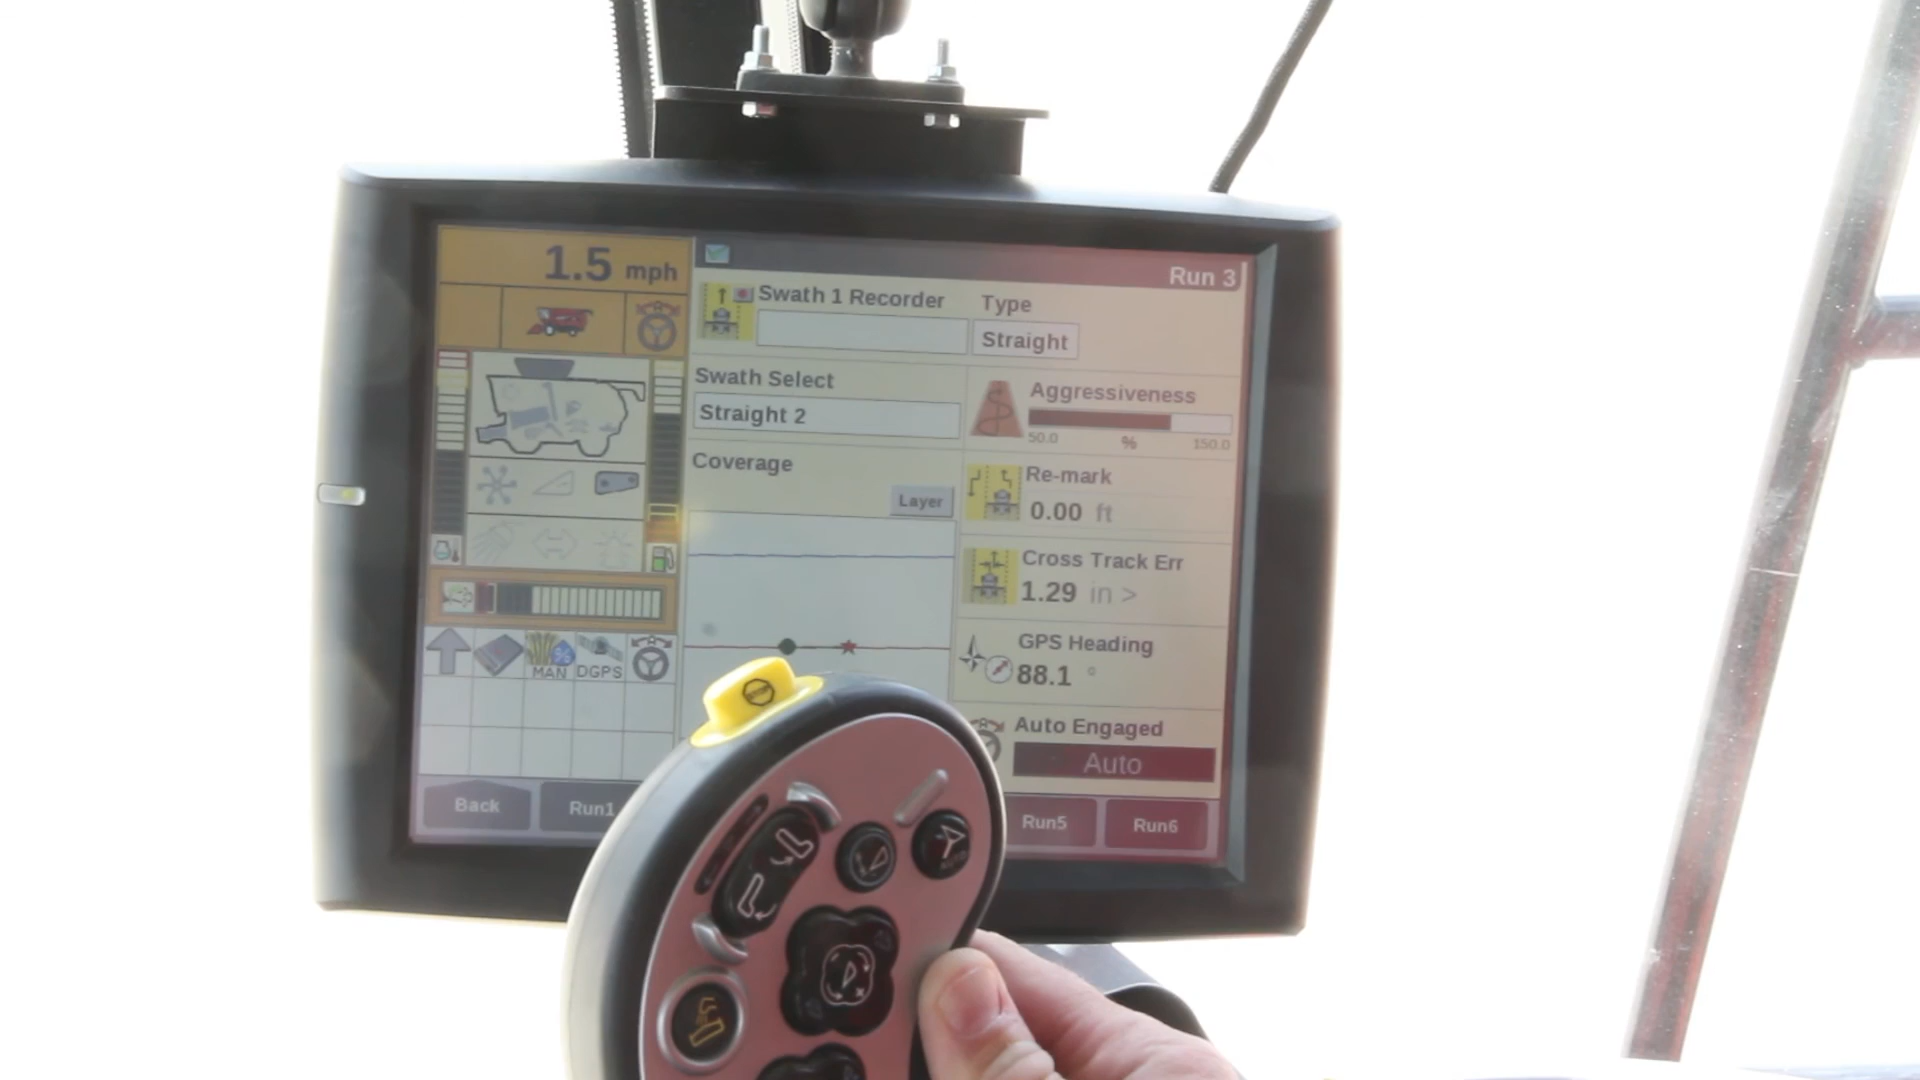 1.5 mph
Run 3
Swath 1 Recorder
Type
Straight
Swath Select
Straight 2
Aggressiveness
50.0 % 150.0
Coverage
Layer
Re-mark
0.00 ft
Cross Track Err
1.29 in >
GPS Heading
88.1 °
Auto Engaged
Auto
MAN DGPS
Back
Run1
Run5
Run6
AUTO